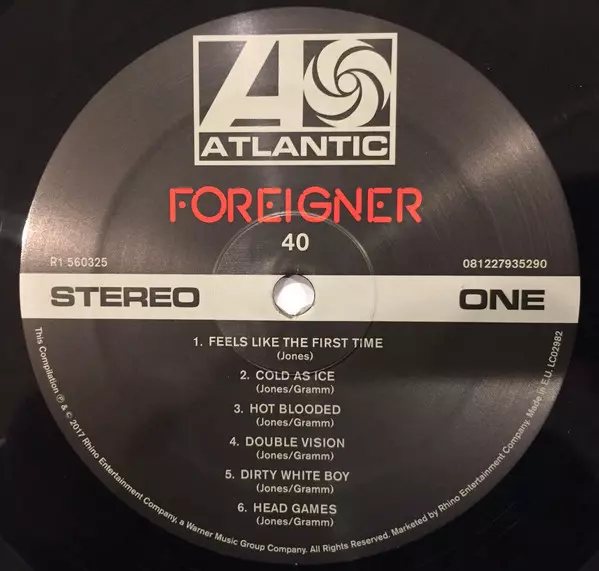 ATLANTIC
FOREIGNER
40
R1 560325
081227935290
STEREO
ONE
1. FEELS LIKE THE FIRST TIME
(Jones)
2. COLD AS ICE
(Jones/Gramm)
3. HOT BLOODED
(Jones/Gramm)
4. DOUBLE VISION
(Jones/Gramm)
5. DIRTY WHITE BOY
(Jones/Gramm)
6. HEAD GAMES
(Jones/Gramm)
This Compilation ℗ & © 2017 Rhino Entertainment Company, a Warner Music Group Company. All Rights Reserved. Marketed by Rhino Entertainment Company. Made in E.U. LC02982